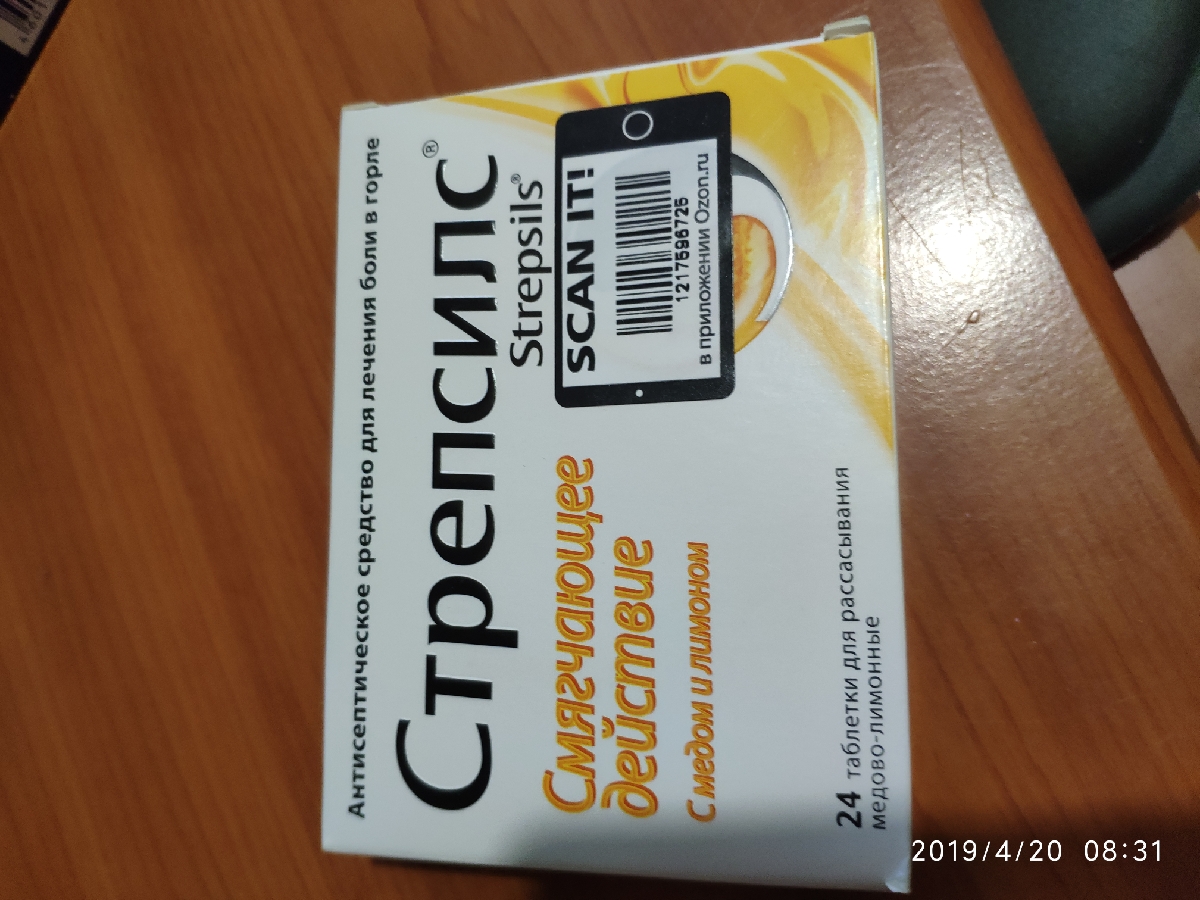 Антисептическое средство для лечения боли в горле
Стрепсилс®
Strepsils®
SCAN IT!
1217596725
в приложении Ozon.ru
Смягчающее
действие
С медом и лимоном
24 таблетки для рассасывания
медово-лимонные
2019/4/20 08:31